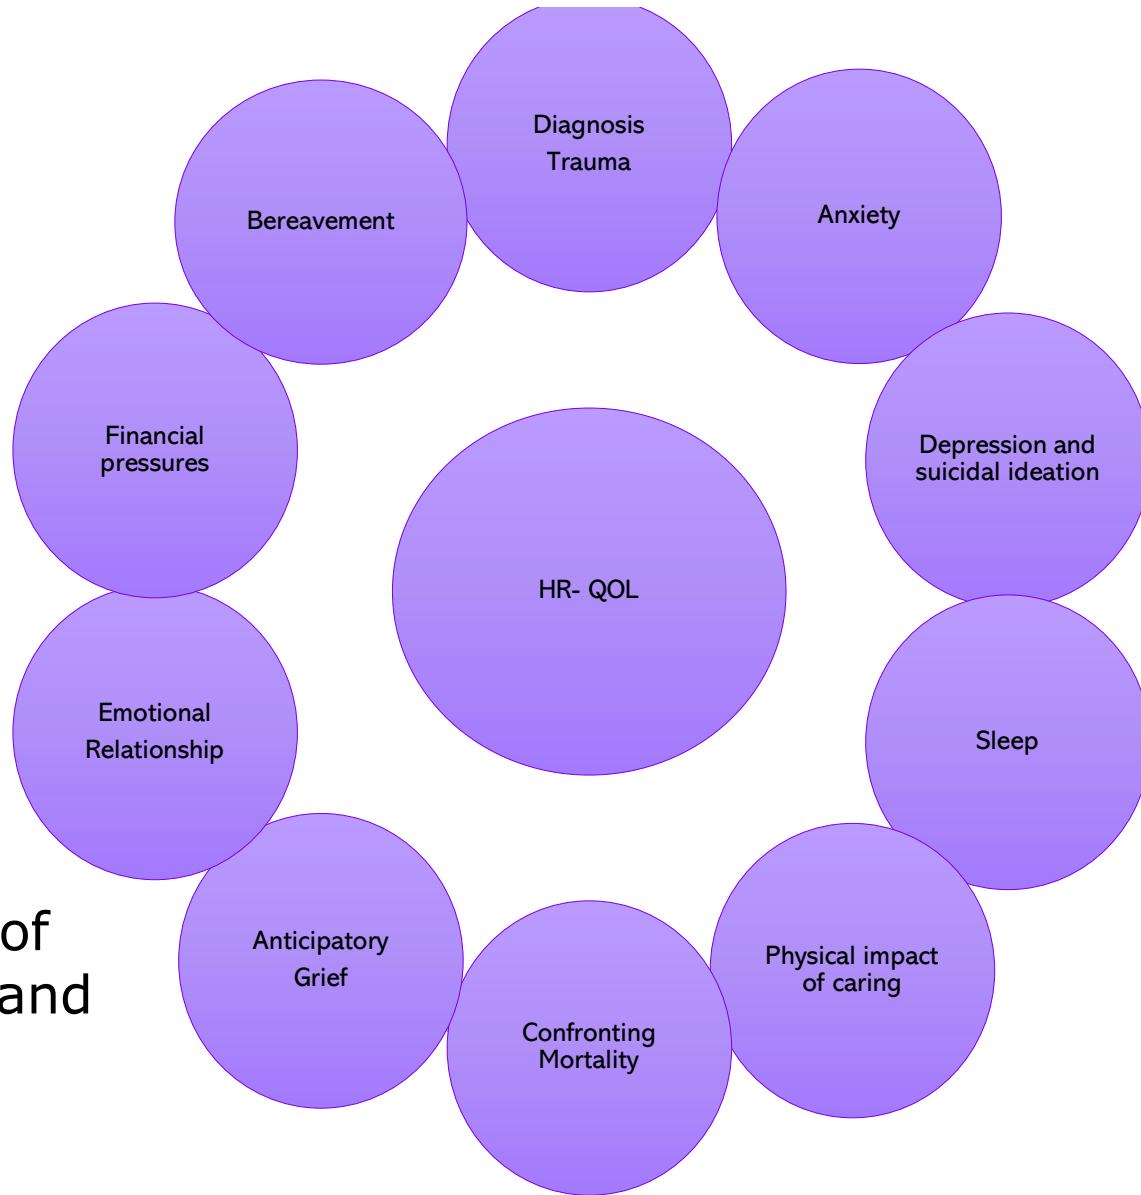 Diagnosis
Trauma
Anxiety
Depression and
suicidal ideation
Sleep
Physical impact
of caring
Confronting
Mortality
Anticipatory
Grief
Emotional
Relationship
Financial
pressures
Bereavement
HR- QOL
of
and